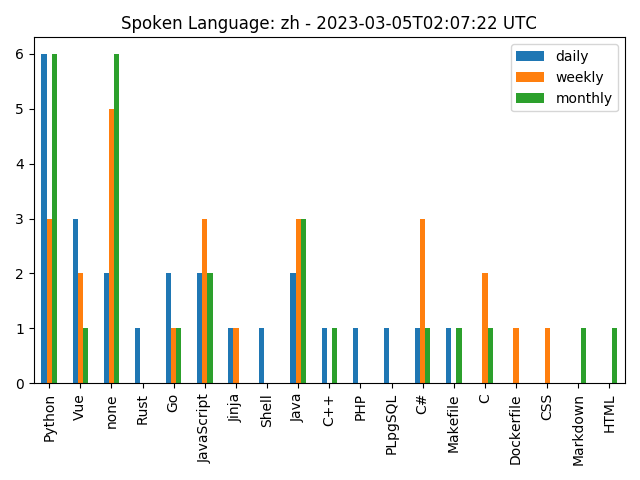 Spoken Language: zh - 2023-03-05T02:07:22 UTC
daily
weekly
monthly
6
5
4
3
2
1
0
Python
Vue
none
Rust
Go
JavaScript
Jinja
Shell
Java
C++
PHP
PLpgSQL
C#
Makefile
C
Dockerfile
CSS
Markdown
HTML